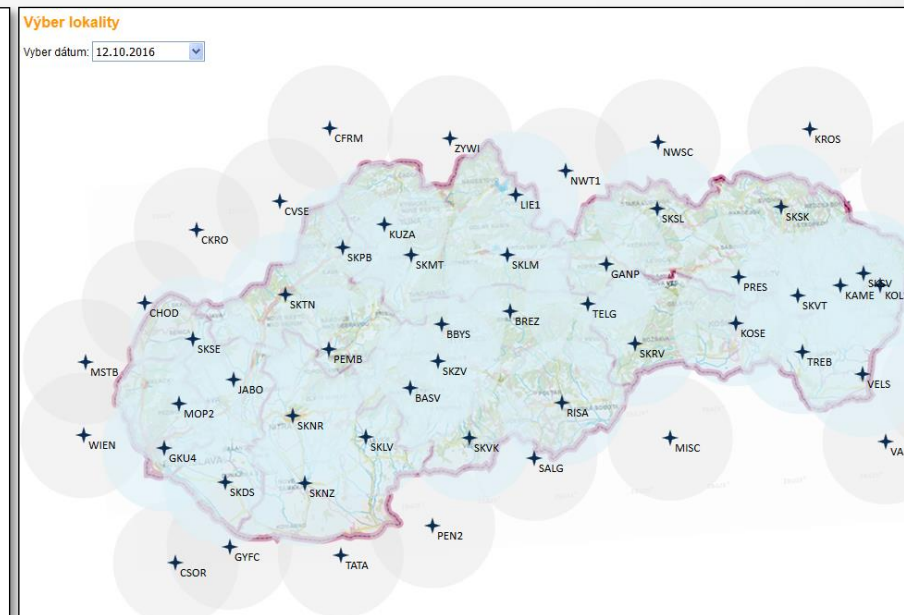 Výber lokality
Vyber dátum: 12.10.2016
CFRM
ZYWI
NWSC
KROS
NWT1
LIE1
CVSE
SKSL
SKSK
CKRO
KUZA
SKPB
SKMT
SKLM
GANP
PRES
SKSV
KAME
SKVT
SKTN
CHOD
TELG
BREZ
BBYS
KOSE
SKSE
PEMB
SKRV
TREB
MSTB
SKZV
VELS
JABO
BASV
MOP2
RISA
SKNR
WIEN
SKLV
SKVK
MISC
GKU4
SALG
SKDS
SKNZ
PEN2
GYFC
TATA
CSOR